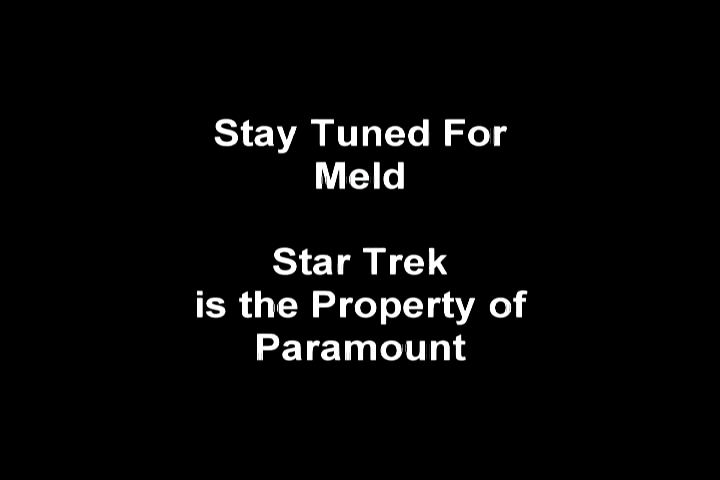 Stay Tuned For
Meld
Star Trek
is the Property of
Paramount